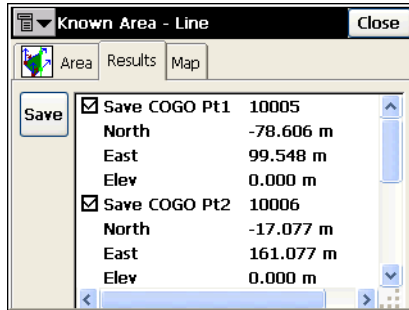 Known Area - Line
Close
Area
Results
Map
Save
Save COGO Pt1 10005
North -78.606 m
East 99.548 m
Elev 0.000 m
Save COGO Pt2 10006
North -17.077 m
East 161.077 m
Elev 0.000 m